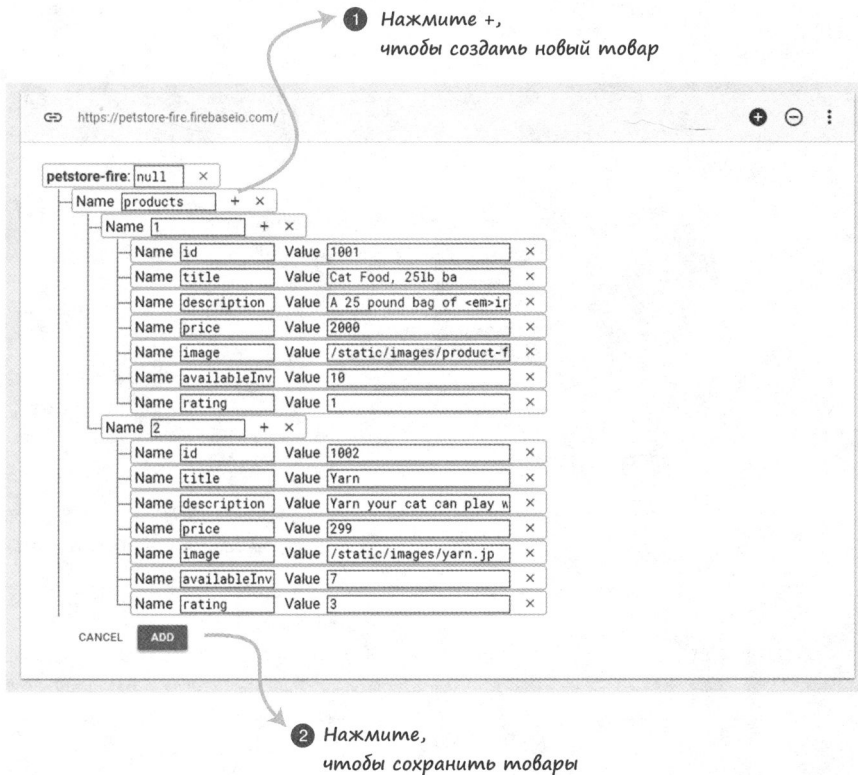 1 Нажмите +,
чтобы создать новый товар
https://petstore-fire.firebaseio.com/
petstore-fire: null ×
Name products + ×
Name 1 + ×
Name id Value 1001 ×
Name title Value Cat Food, 25lb ba ×
Name description Value A 25 pound bag of <em>ir ×
Name price Value 2000 ×
Name image Value /static/images/product-f ×
Name availableInv Value 10 ×
Name rating Value 1 ×
Name 2 + ×
Name id Value 1002 ×
Name title Value Yarn ×
Name description Value Yarn your cat can play w ×
Name price Value 299 ×
Name image Value /static/images/yarn.jp ×
Name availableInv Value 7 ×
Name rating Value 3 ×
CANCEL ADD
2 Нажмите,
чтобы сохранить товары